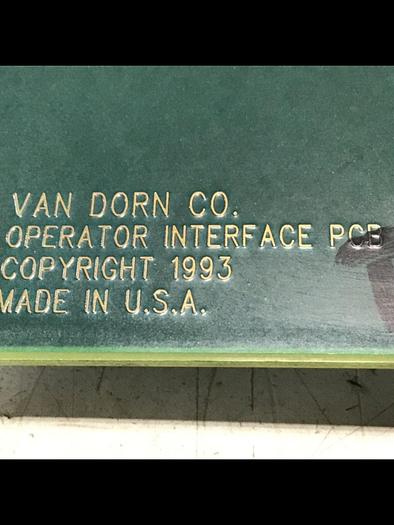 VAN DORN CO.
OPERATOR INTERFACE PCB
COPYRIGHT 1993
MADE IN U.S.A.